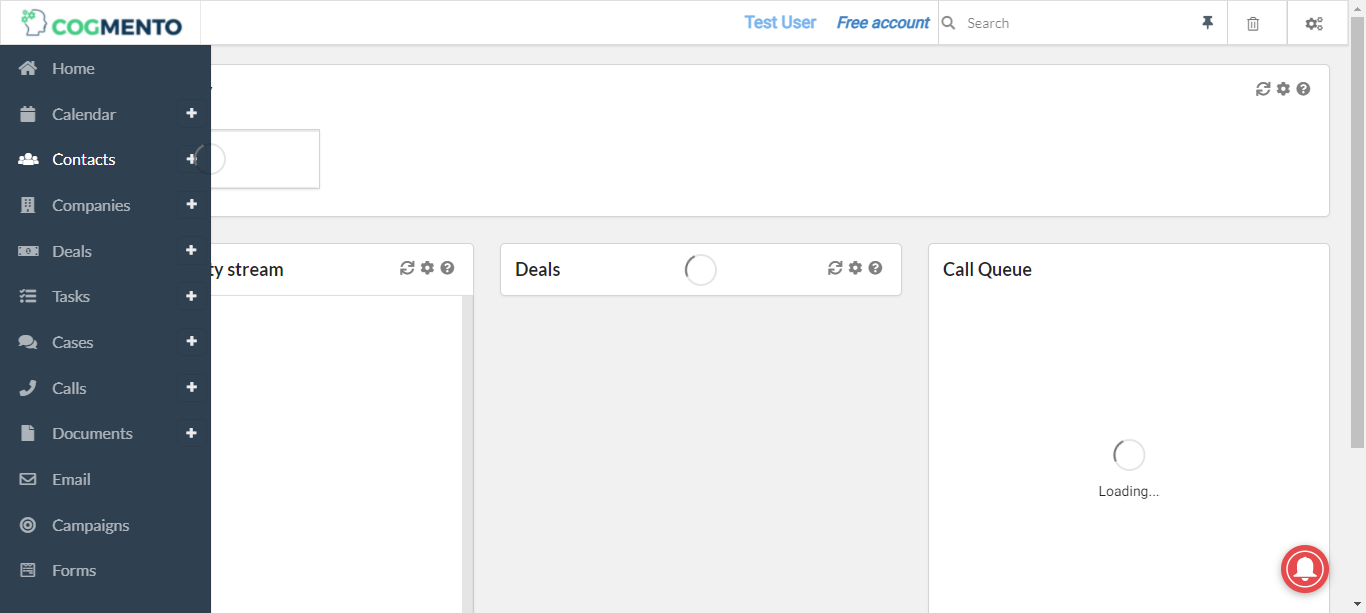 COGMENTO
Test User
Free account
Search
Home
Calendar
Contacts
Companies
Deals
Tasks
Cases
Calls
Documents
Email
Campaigns
Forms
ty stream
Deals
Call Queue
Loading...